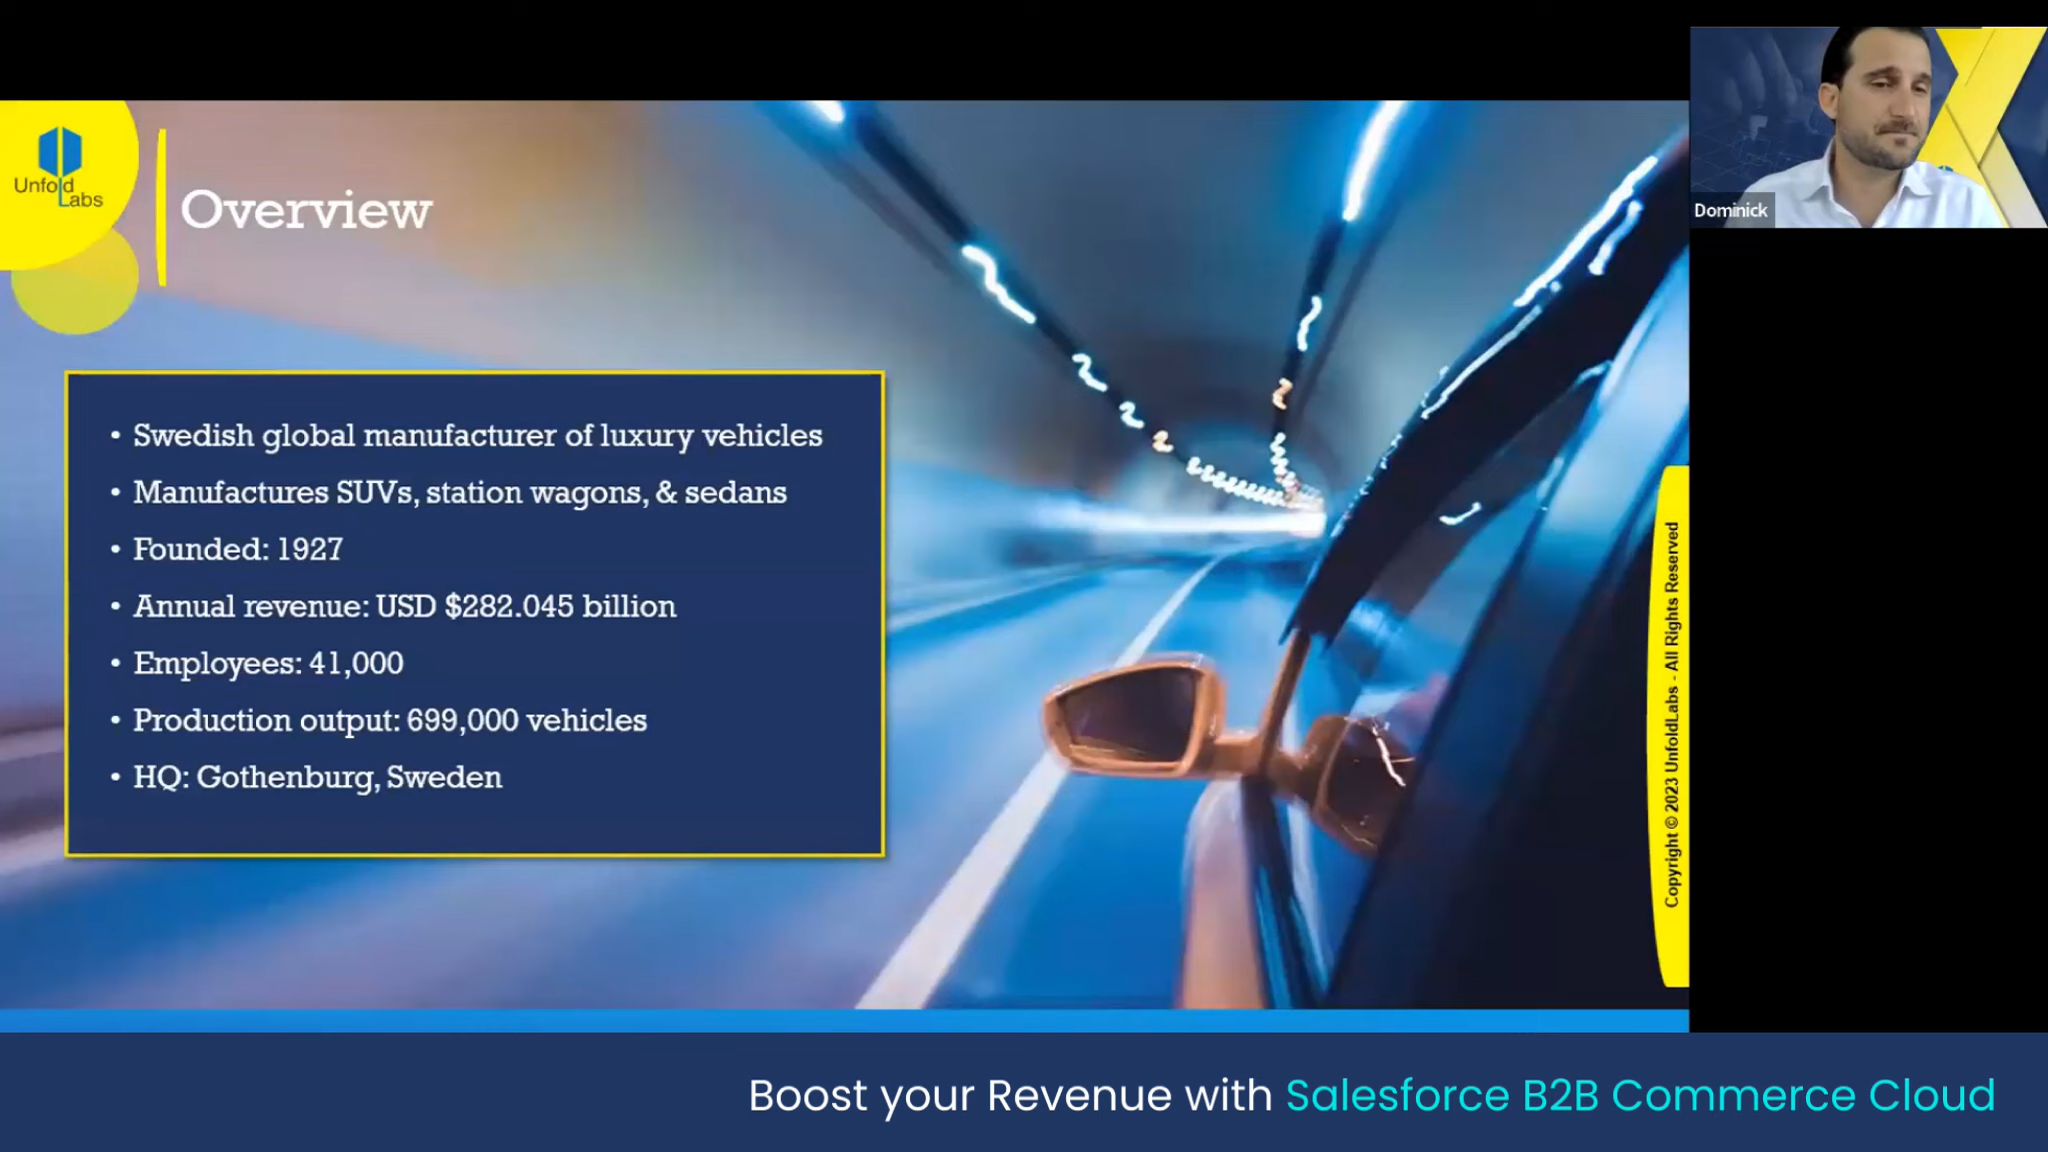 Unfold
Labs
Overview
• Swedish global manufacturer of luxury vehicles
• Manufactures SUVs, station wagons, & sedans
• Founded: 1927
• Annual revenue: USD $282.045 billion
• Employees: 41,000
• Production output: 699,000 vehicles
• HQ: Gothenburg, Sweden
Copyright © 2023 UnfoldLabs - All Rights Reserved
Dominick
Boost your Revenue with Salesforce B2B Commerce Cloud